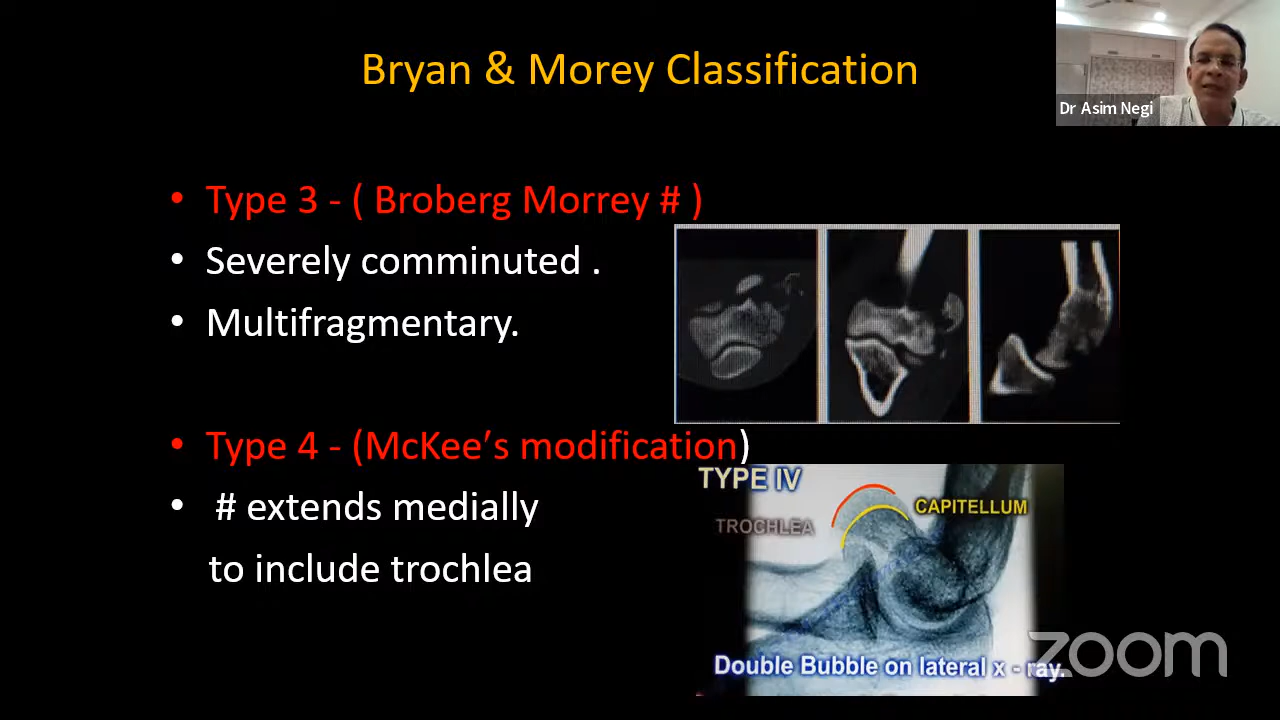 Bryan & Morey Classification
Dr Asim Negi
• Type 3 - ( Broberg Morrey # )
• Severely comminuted .
• Multifragmentary.
• Type 4 - (McKee’s modification)
• # extends medially
to include trochlea
TYPE IV
CAPITELLUM
TROCHLEA
Double Bubble on lateral x - ray.
zoom